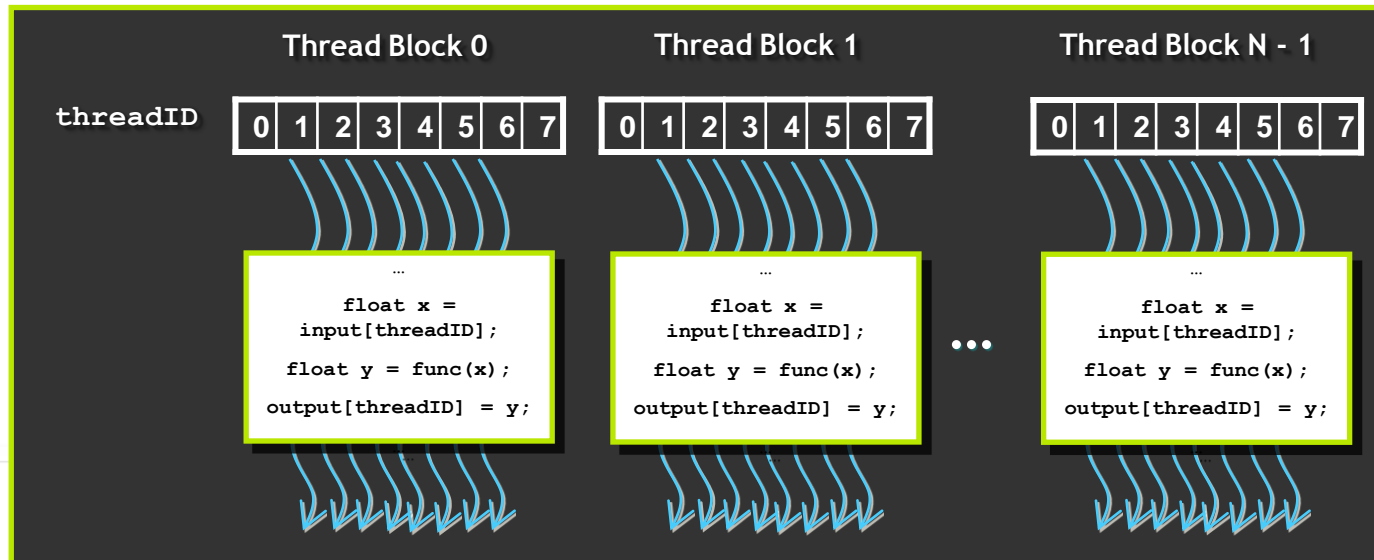 Thread Block 0
Thread Block 1
Thread Block N - 1
threadID
0 1 2 3 4 5 6 7
0 1 2 3 4 5 6 7
0 1 2 3 4 5 6 7
…
float x =
input[threadID];
float y = func(x);
output[threadID] = y;
…
…
float x =
input[threadID];
float y = func(x);
output[threadID] = y;
…
…
…
float x =
input[threadID];
float y = func(x);
output[threadID] = y;
…